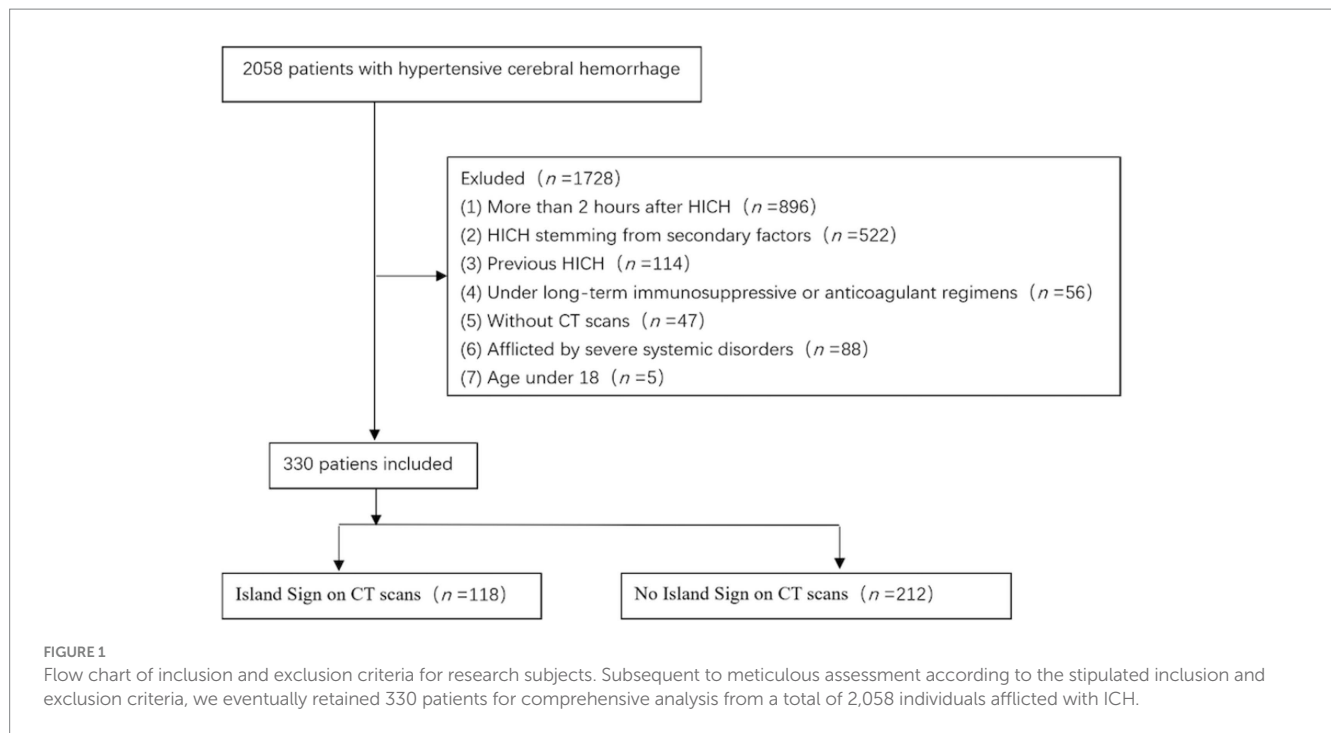 2058 patients with hypertensive cerebral hemorrhage
Exluded (n=1728)
(1) More than 2 hours after HICH (n=896)
(2) HICH stemming from secondary factors (n=522)
(3) Previous HICH (n=114)
(4) Under long-term immunosuppressive or anticoagulant regimens (n=56)
(5) Without CT scans (n=47)
(6) Afflicted by severe systemic disorders (n=88)
(7) Age under 18 (n=5)
330 patiens included
Island Sign on CT scans (n=118)
No Island Sign on CT scans (n=212)
FIGURE 1
Flow chart of inclusion and exclusion criteria for research subjects. Subsequent to meticulous assessment according to the stipulated inclusion and
exclusion criteria, we eventually retained 330 patients for comprehensive analysis from a total of 2,058 individuals afflicted with ICH.